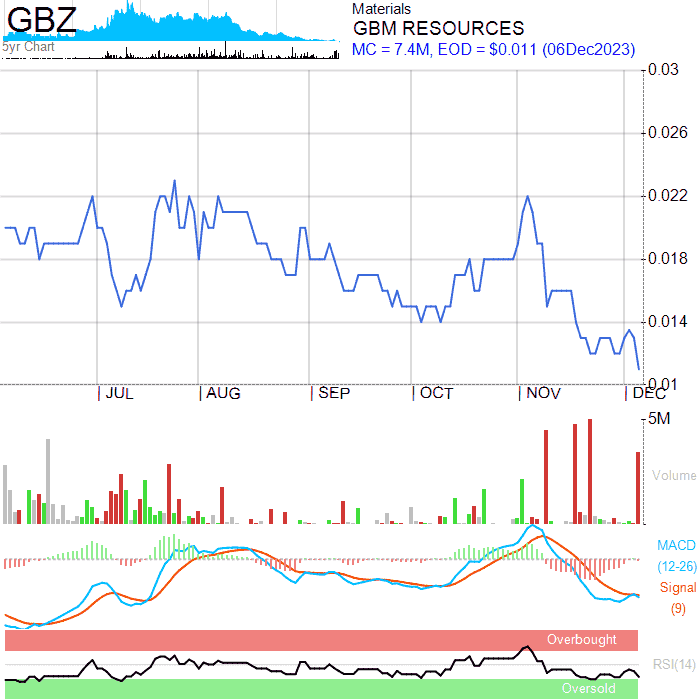 GBZ
5yr Chart
Materials
GBM RESOURCES
MC = 7.4M, EOD = $0.011 (06Dec2023)
0.03
0.026
0.022
0.018
0.014
0.01
JUL
AUG
SEP
OCT
NOV
DEC
5M
Volume
MACD
(12-26)
Signal
(9)
Overbought
RSI(14)
Oversold